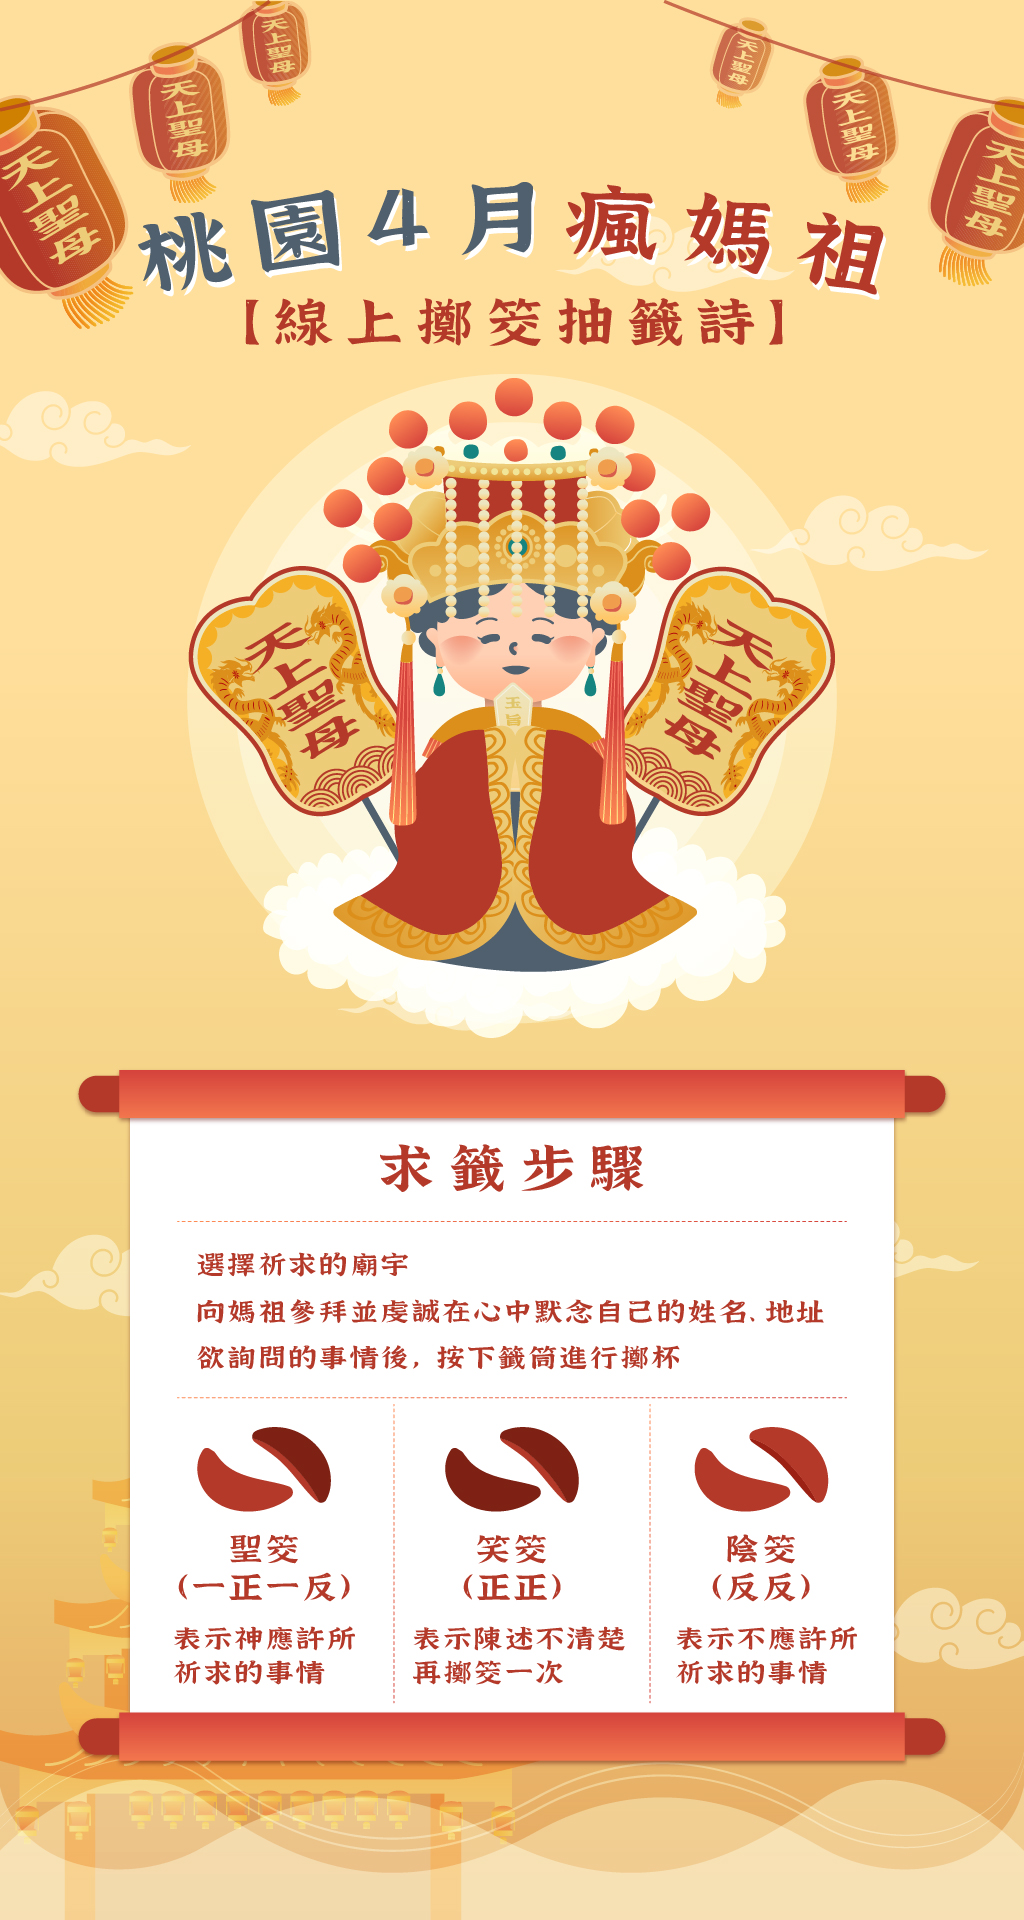 天上聖母
天上聖母
天上聖母
天上聖母
天上聖母
天上聖母
桃園4月瘋媽祖
【線上擲筊抽籤詩】
天上聖母
天上聖母
玉旨
求籤步驟
選擇祈求的廟宇
向媽祖參拜並虔誠在心中默念自己的姓名、地址
欲詢問的事情後，按下籤筒進行擲杯
聖筊
(一正一反)
表示神應許所
祈求的事情
笑筊
(正正)
表示陳述不清楚
再擲筊一次
陰筊
(反反)
表示不應許所
祈求的事情